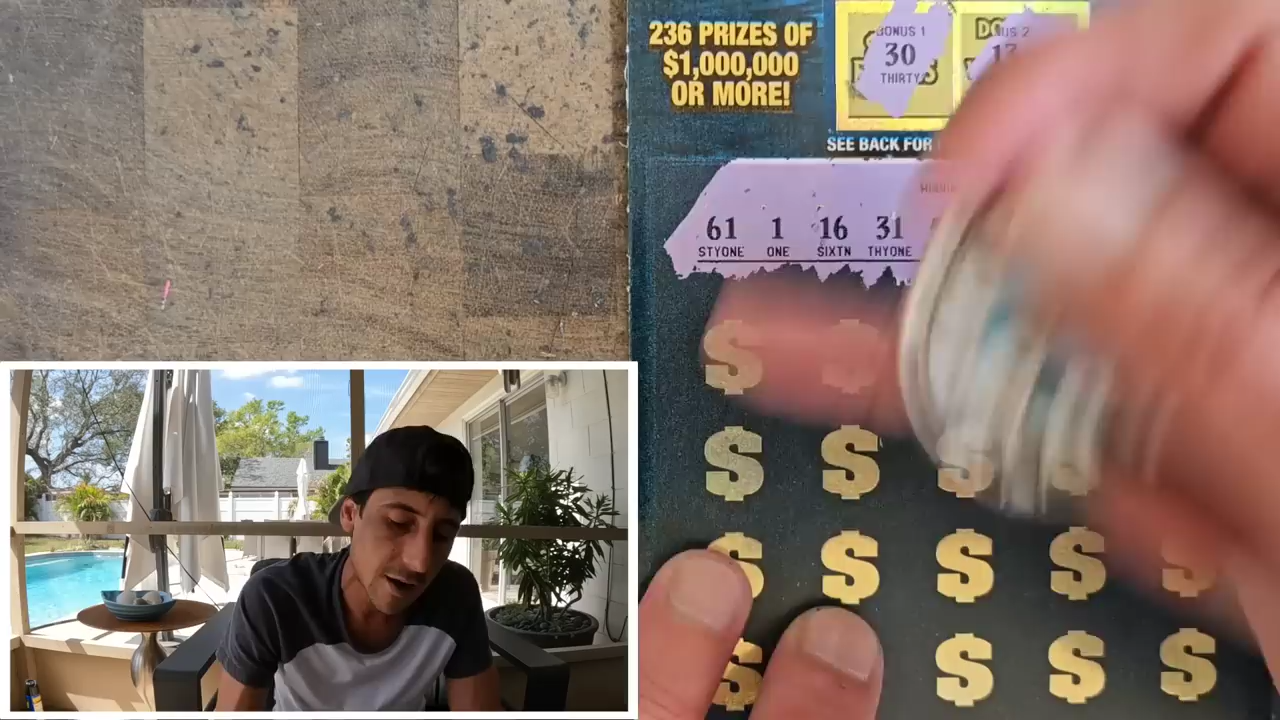 236 PRIZES OF
$1,000,000
OR MORE!
BONUS 1
30
THIRTY
SEE BACK FOR
61 1 16 31
STYONE ONE SIXTN THYONE
$ $
$ $ $ $
$ $ $ $ $
$ $ $ $